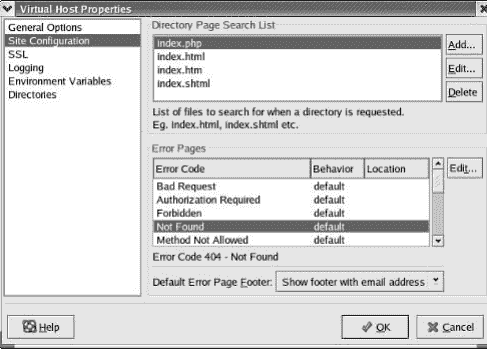 Virtual Host Properties
General Options
Site Configuration
SSL
Logging
Environment Variables
Directories
Directory Page Search List
index.php
index.html
index.htm
index.shtml
Add...
Edit...
Delete
List of files to search for when a directory is requested.
Eg. index.html, index.shtml etc.
Error Pages
Error Code Behavior Location
Bad Request default
Authorization Required default
Forbidden default
Not Found default
Method Not Allowed default
Edit...
Error Code 404 - Not Found
Default Error Page Footer: Show footer with email address
Help
OK
Cancel